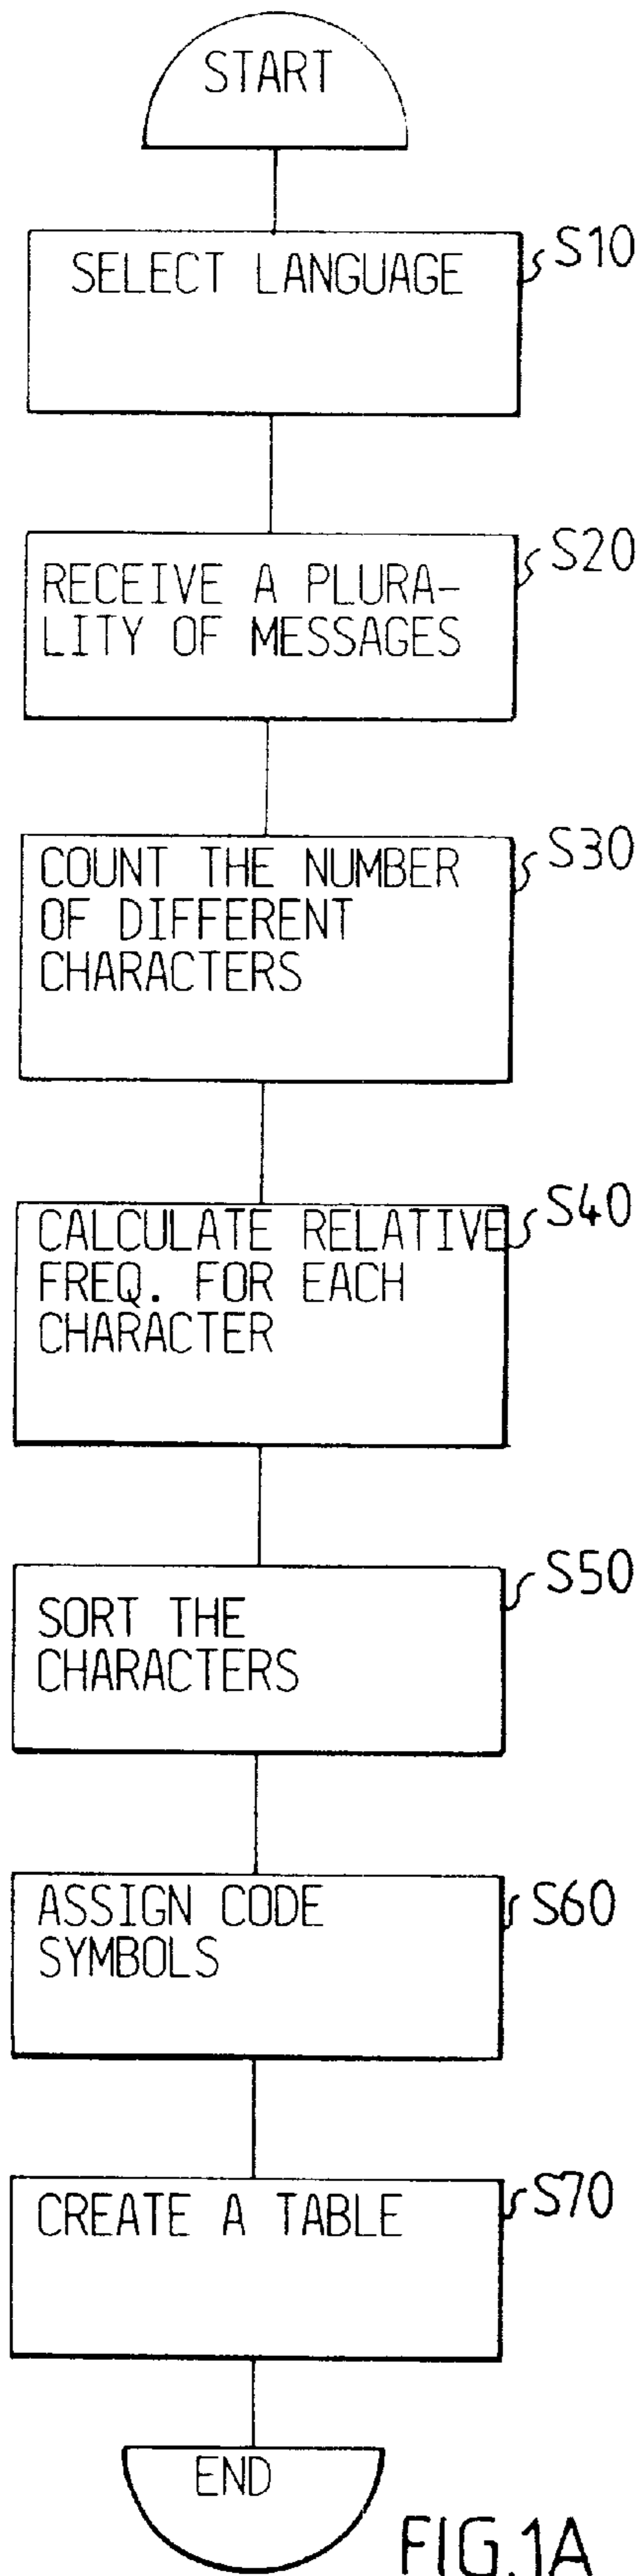 START
SELECT LANGUAGE
S10
RECEIVE A PLURA-
LITY OF MESSAGES
S20
COUNT THE NUMBER
OF DIFFERENT
CHARACTERS
S30
CALCULATE RELATIVE
FREQ. FOR EACH
CHARACTER
S40
SORT THE
CHARACTERS
S50
ASSIGN CODE
SYMBOLS
S60
CREATE A TABLE
S70
END
FIG.1A